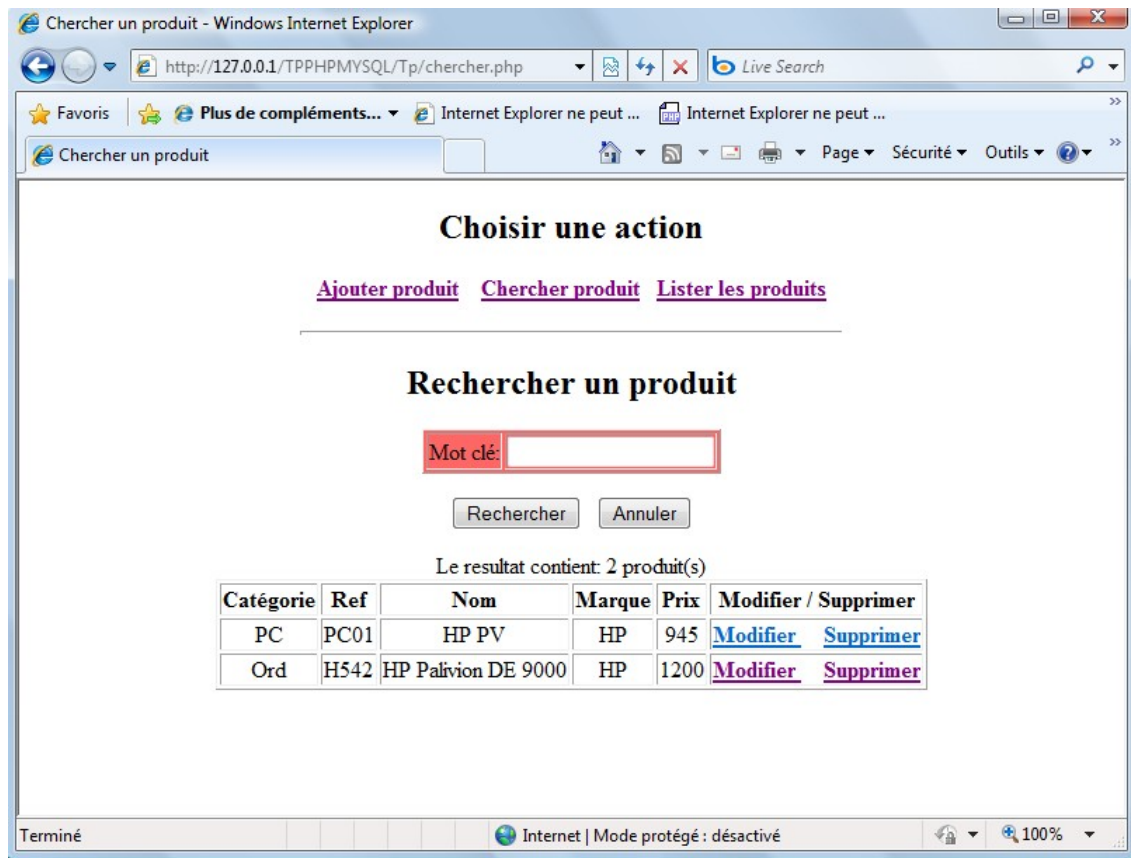 Chercher un produit - Windows Internet Explorer
http://127.0.0.1/TPPHPMYSQL/Tp/chercher.php
Live Search
Favoris
Plus de compléments...
Internet Explorer ne peut ...
Internet Explorer ne peut ...
Chercher un produit
Page
Sécurité
Outils
Choisir une action
Ajouter produit Chercher produit Lister les produits
Rechercher un produit
Mot clé:
Rechercher Annuler
Le resultat contient: 2 produit(s)
Catégorie Ref Nom Marque Prix Modifier / Supprimer
PC PC01 HP PV HP 945 Modifier Supprimer
Ord H542 HP Palivion DE 9000 HP 1200 Modifier Supprimer
Terminé
Internet | Mode protégé : désactivé
100%